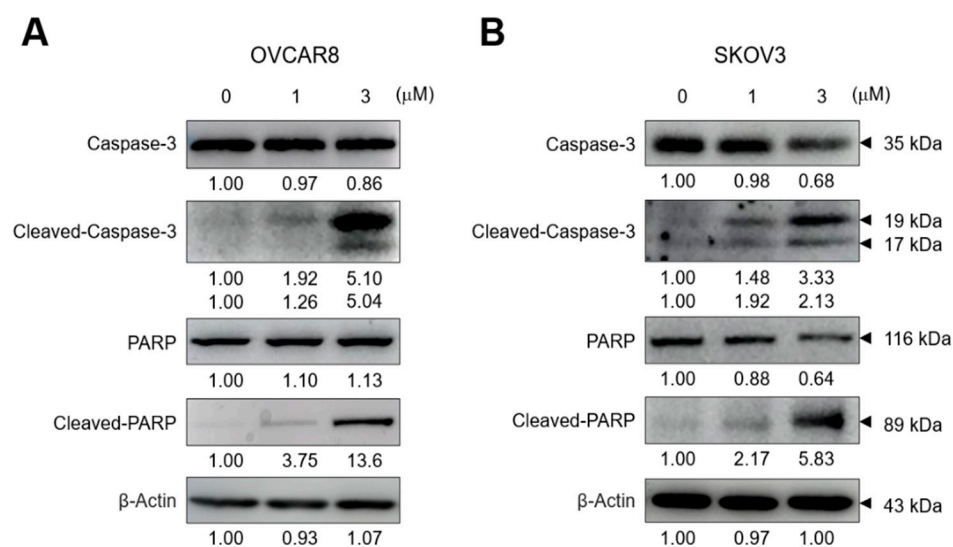 A
OVCAR8
0 1 3 (μM)
Caspase-3
1.00 0.97 0.86
Cleaved-Caspase-3
1.00 1.92 5.10
1.00 1.26 5.04
PARP
1.00 1.10 1.13
Cleaved-PARP
1.00 3.75 13.6
β-Actin
1.00 0.93 1.07
B
SKOV3
0 1 3 (μM)
Caspase-3 35 kDa
1.00 0.98 0.68
Cleaved-Caspase-3 19 kDa
17 kDa
1.00 1.48 3.33
1.00 1.92 2.13
PARP 116 kDa
1.00 0.88 0.64
Cleaved-PARP 89 kDa
1.00 2.17 5.83
β-Actin 43 kDa
1.00 0.97 1.00